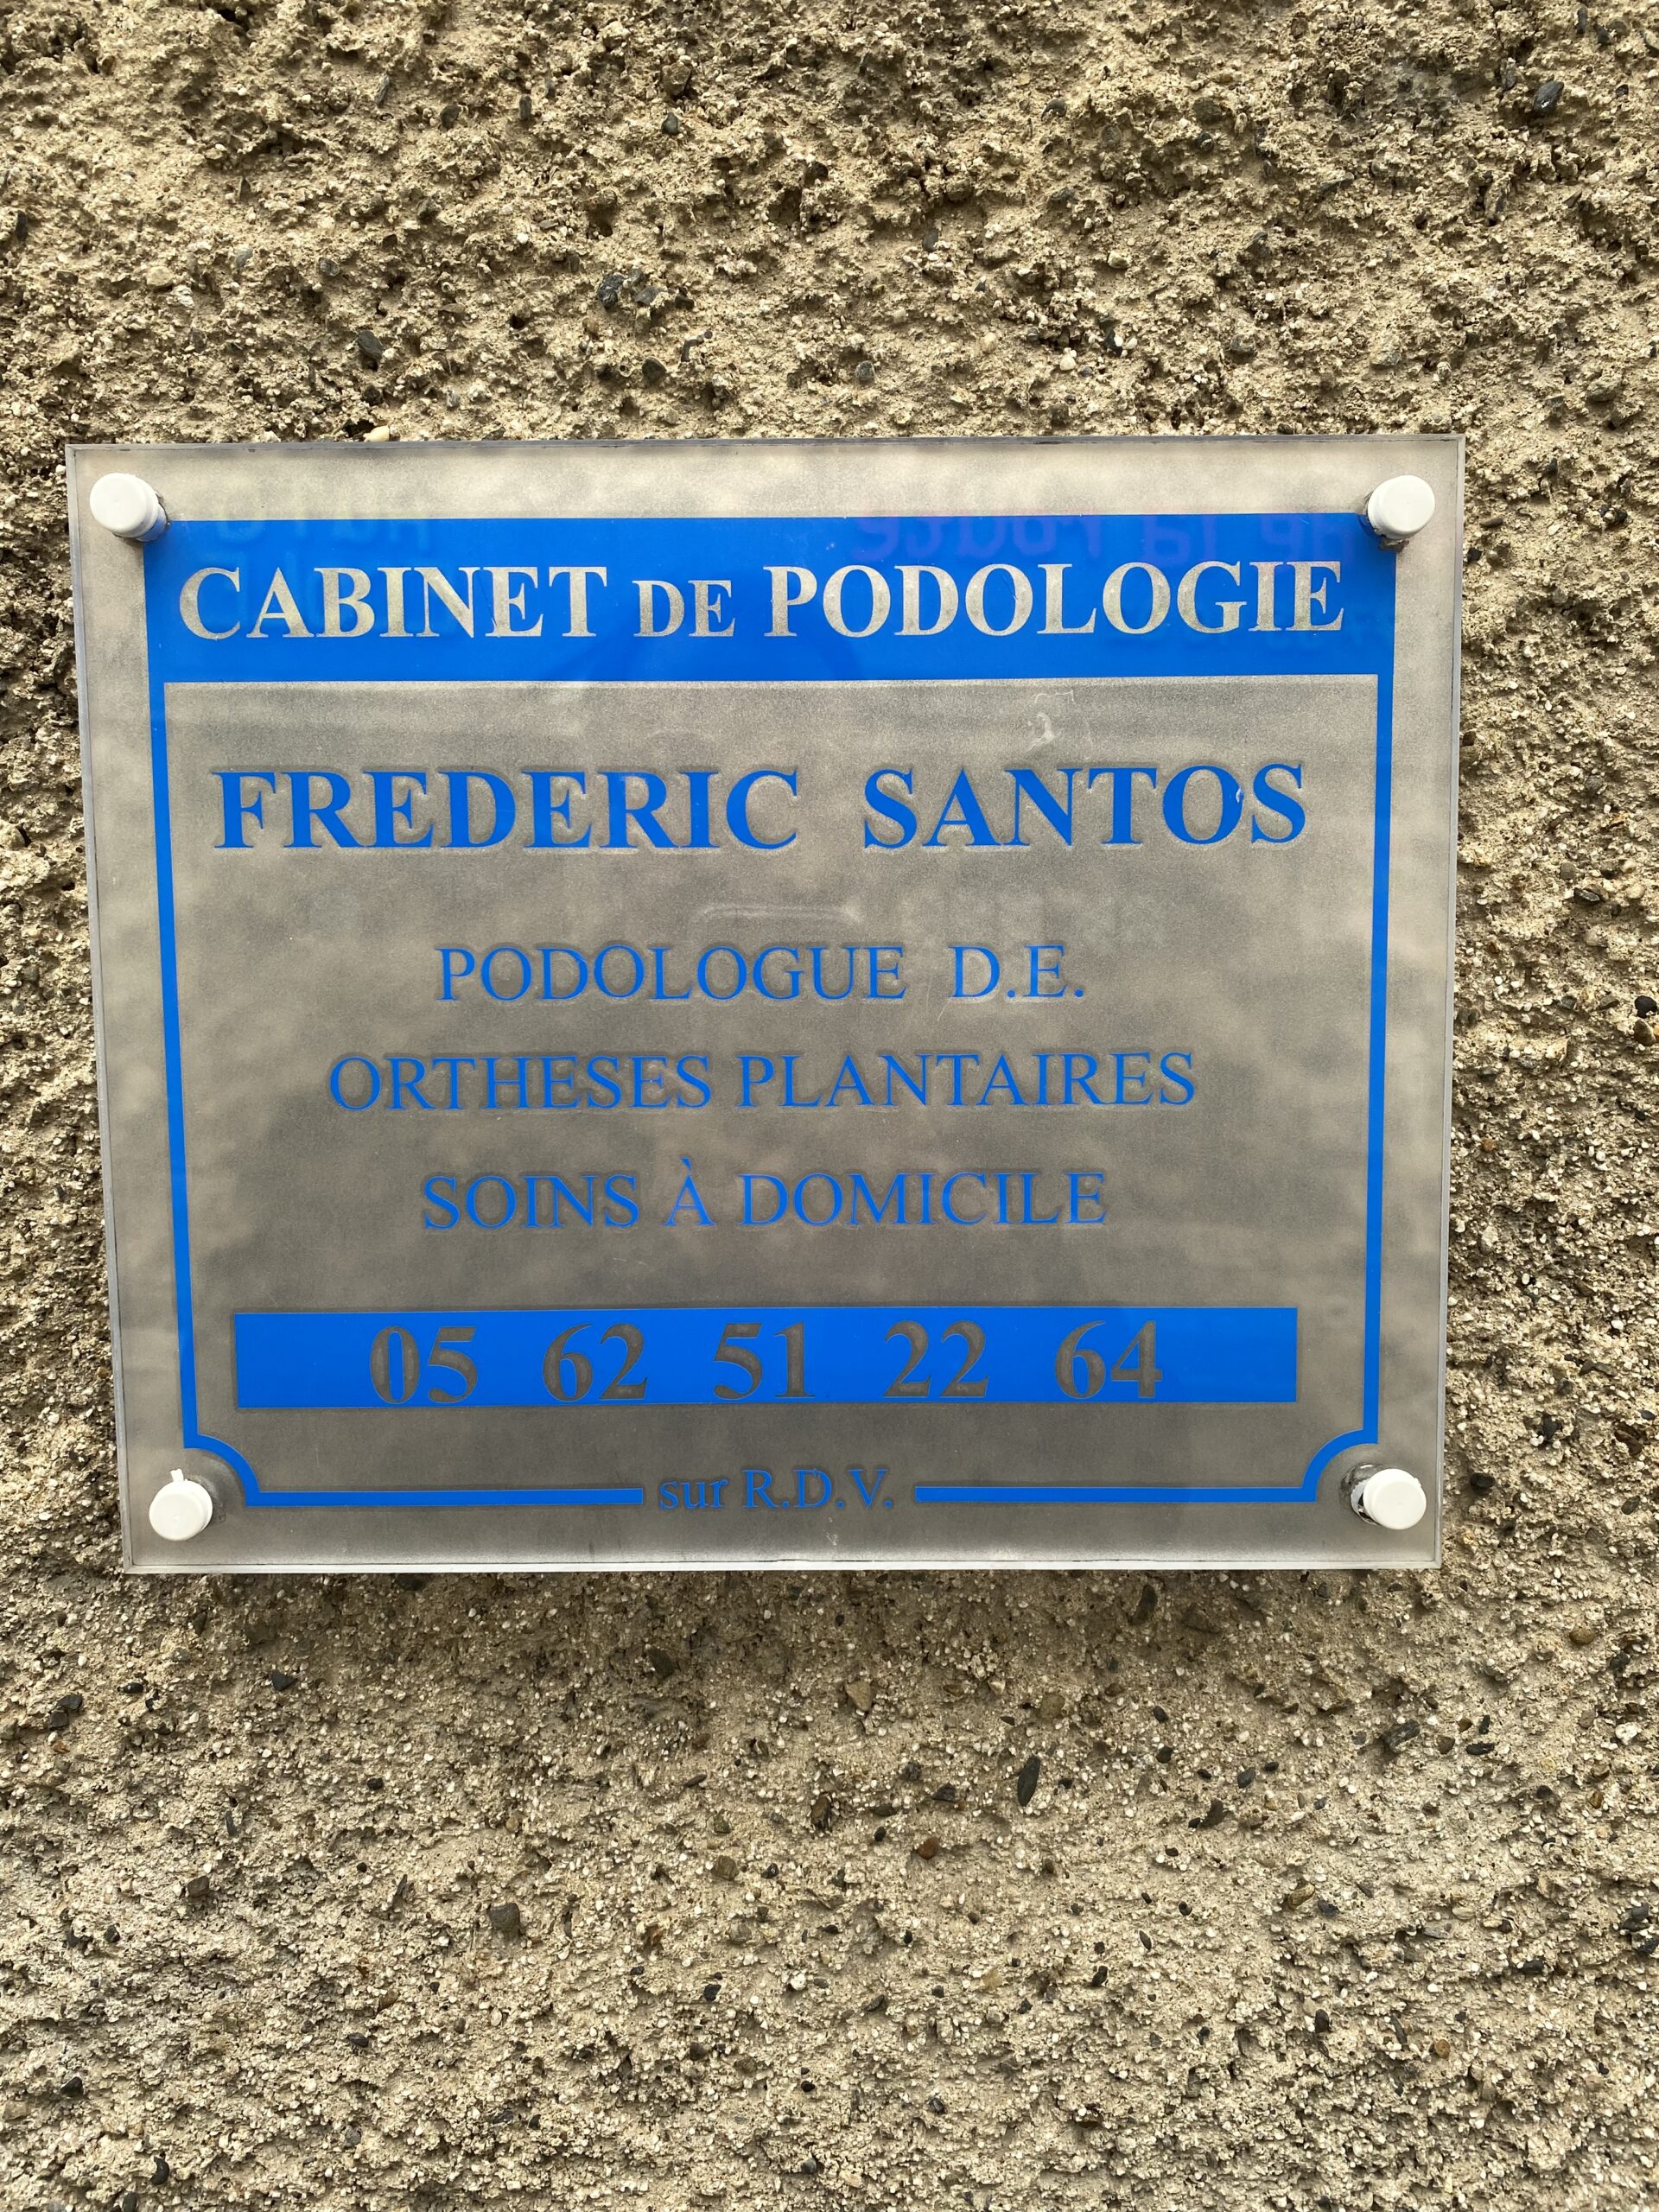 CABINET DE PODOLOGIE
FREDERIC SANTOS
PODOLOGUE D.E.
ORTHESES PLANTAIRES
SOINS À DOMICILE
05 62 51 22 64
sur R.D.V.